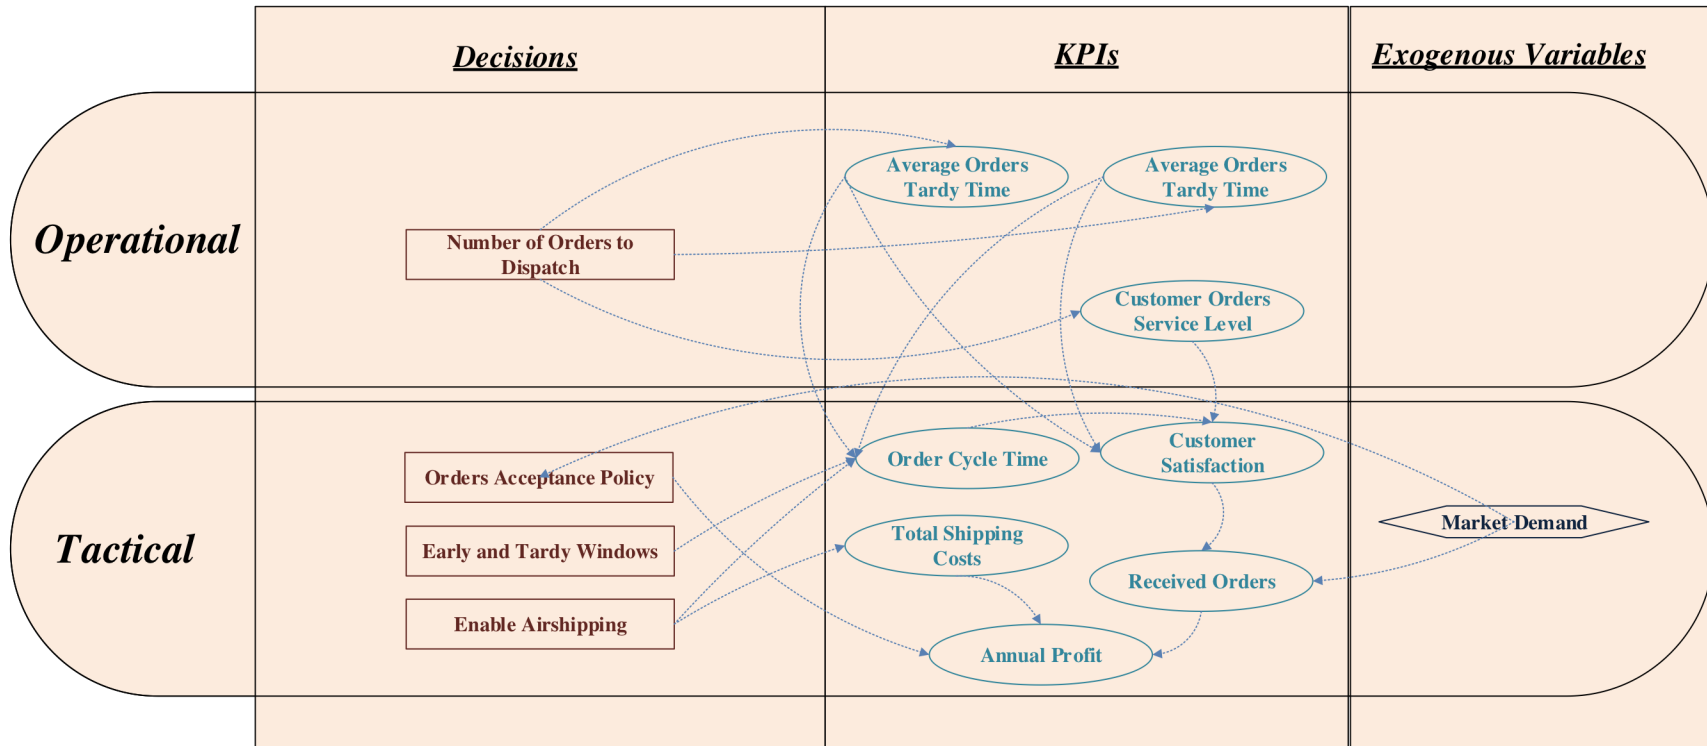 Decisions
KPIs
Exogenous Variables
Operational
Number of Orders to
Dispatch
Average Orders
Tardy Time
Average Orders
Tardy Time
Customer Orders
Service Level
Tactical
Orders Acceptance Policy
Early and Tardy Windows
Enable Airshipping
Order Cycle Time
Customer
Satisfaction
Total Shipping
Costs
Received Orders
Annual Profit
Market Demand